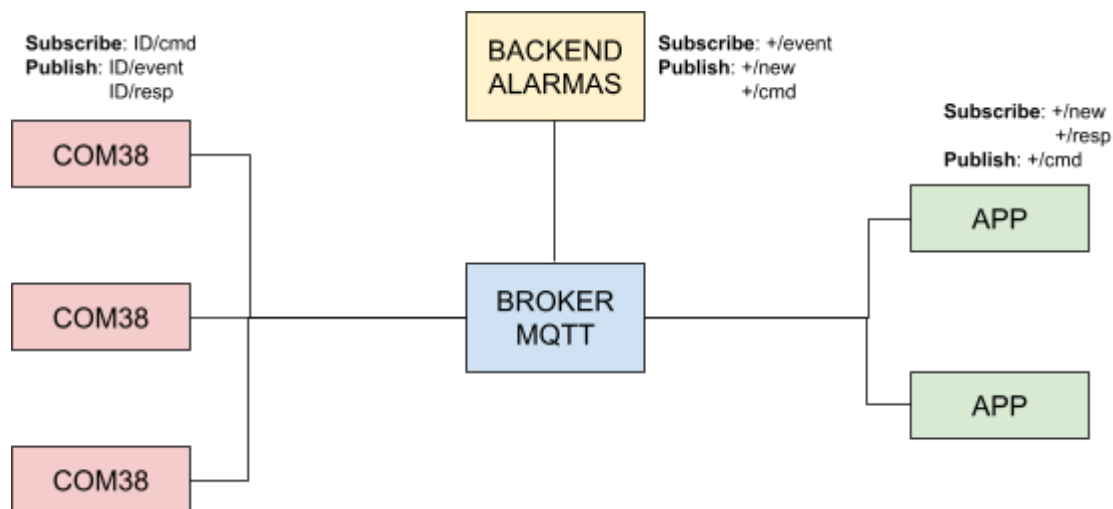 Subscribe: ID/cmd
Publish: ID/event
ID/resp
COM38
COM38
COM38
BACKEND
ALARMAS
Subscribe: +/event
Publish: +/new
+/cmd
BROKER
MQTT
Subscribe: +/new
+/resp
Publish: +/cmd
APP
APP